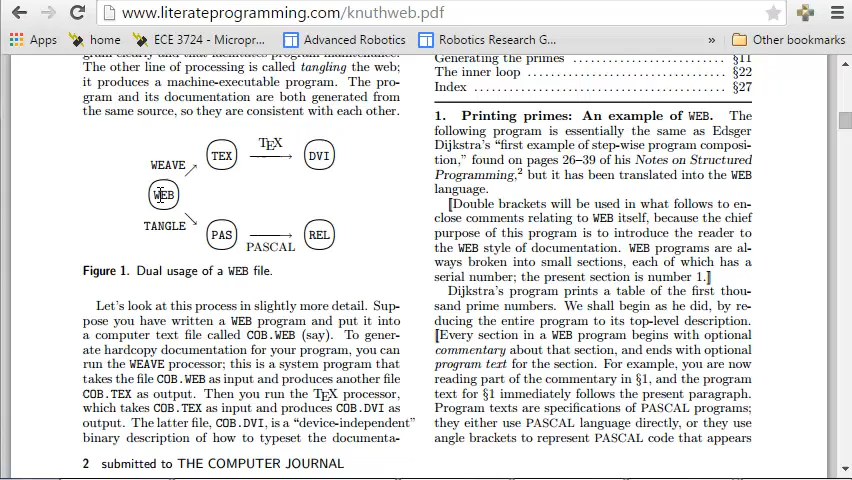 www.literateprogramming.com/knuthweb.pdf
Apps home ECE 3724 - Micropr... Advanced Robotics Robotics Research G... » Other bookmarks
gram clearly and that
The other line of processing is called tangling the web;
it produces a machine-executable program. The pro-
gram and its documentation are both generated from
the same source, so they are consistent with each other.
TEX
WEAVE TEX DVI
WEB
TANGLE PAS REL
PASCAL
Figure 1. Dual usage of a WEB file.
Let's look at this process in slightly more detail. Sup-
pose you have written a WEB program and put it into
a computer text file called COB.WEB (say). To gener-
ate hardcopy documentation for your program, you can
run the WEAVE processor; this is a system program that
takes the file COB.WEB as input and produces another file
COB.TEX as output. Then you run the TEX processor,
which takes COB.TEX as input and produces COB.DVI as
output. The latter file, COB.DVI, is a “device-independent”
binary description of how to typeset the documenta-
2 submitted to THE COMPUTER JOURNAL
Generating the primes §11
The inner loop §22
Index §27
1. Printing primes: An example of WEB. The
following program is essentially the same as Edsger
Dijkstra's “first example of step-wise program composi-
tion,” found on pages 26–39 of his Notes on Structured
Programming,2 but it has been translated into the WEB
language.
⟦Double brackets will be used in what follows to en-
close comments relating to WEB itself, because the chief
purpose of this program is to introduce the reader to
the WEB style of documentation. WEB programs are al-
ways broken into small sections, each of which has a
serial number; the present section is number 1.⟧
Dijkstra's program prints a table of the first thou-
sand prime numbers. We shall begin as he did, by re-
ducing the entire program to its top-level description.
⟦Every section in a WEB program begins with optional
commentary about that section, and ends with optional
program text for the section. For example, you are now
reading part of the commentary in §1, and the program
text for §1 immediately follows the present paragraph.
Program texts are specifications of PASCAL programs;
they either use PASCAL language directly, or they use
angle brackets to represent PASCAL code that appears